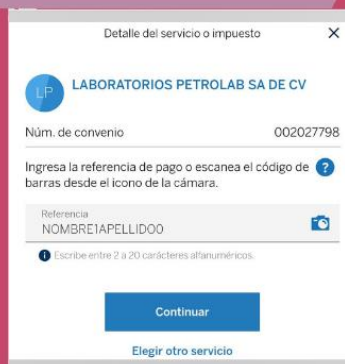 Detalle del servicio o impuesto
LP
LABORATORIOS PETROLAB SA DE CV
Núm. de convenio 002027798
Ingresa la referencia de pago o escanea el código de
barras desde el icono de la cámara.
Referencia
NOMBRE1APELLIDO0
Escribe entre 2 a 20 carácteres alfanuméricos.
Continuar
Elegir otro servicio